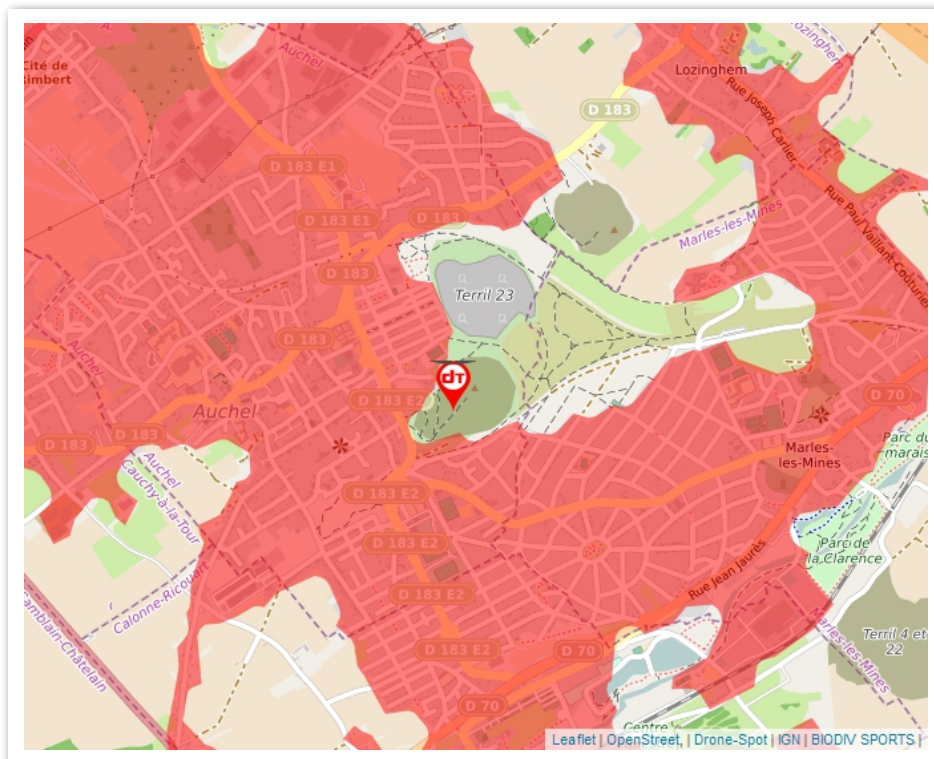 Cité de
Rimbert
Auchel
Lozinghem
Lozinghem
Rue Joseph Carlier
D 183
D 183 E1
Rue Paul Vaillant Couturier
D 183 E1
D 183
Marles-les-Mines
D 183
Terril 23
D 183
Auchel
dT
D 183 E2
Auchel
D 70
D 183
D 183
Marles-
les-Mines
Parc du
marais
Auchel
Cauchy-à-la-Tour
D 183 E2
D 183 E2
Parc de
la Clarence
Rue Jean Jaurès
Calonne-Ricouart
D 183 E2
Camblain-Châtelain
Marles-les-Mines
Terril 4 et
22
D 183 E2
D 70
D 70
Centre
Leaflet | OpenStreet, | Drone-Spot | IGN | BIODIV SPORTS |